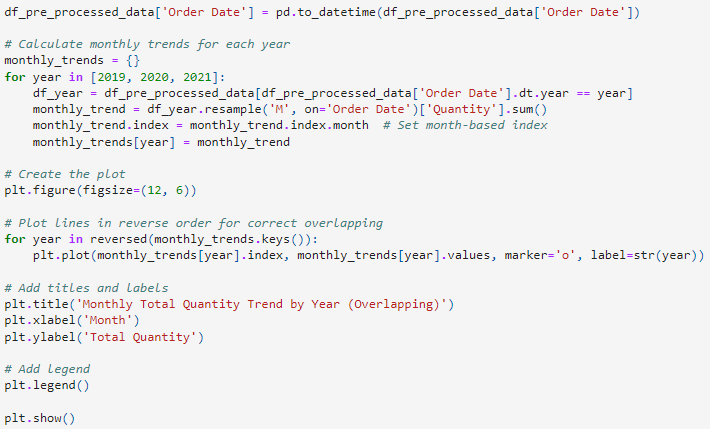 df_pre_processed_data['Order Date'] = pd.to_datetime(df_pre_processed_data['Order Date'])

# Calculate monthly trends for each year
monthly_trends = {}
for year in [2019, 2020, 2021]:
    df_year = df_pre_processed_data[df_pre_processed_data['Order Date'].dt.year == year]
    monthly_trend = df_year.resample('M', on='Order Date')['Quantity'].sum()
    monthly_trend.index = monthly_trend.index.month  # Set month-based index
    monthly_trends[year] = monthly_trend

# Create the plot
plt.figure(figsize=(12, 6))

# Plot lines in reverse order for correct overlapping
for year in reversed(monthly_trends.keys()):
    plt.plot(monthly_trends[year].index, monthly_trends[year].values, marker='o', label=str(year))

# Add titles and labels
plt.title('Monthly Total Quantity Trend by Year (Overlapping)')
plt.xlabel('Month')
plt.ylabel('Total Quantity')

# Add legend
plt.legend()

plt.show()